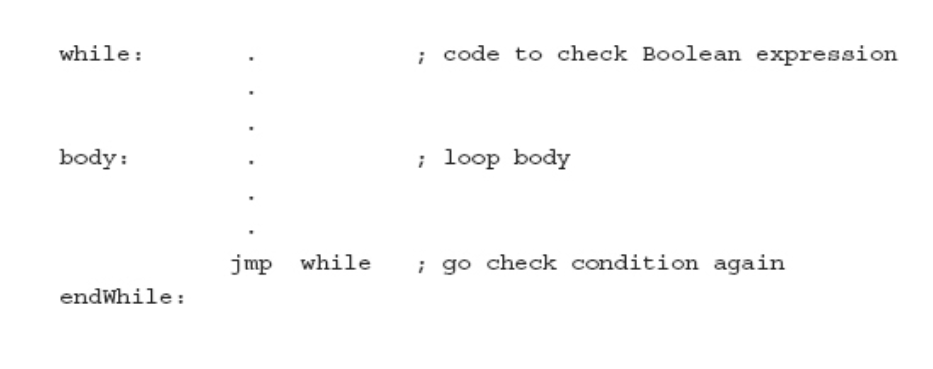 while: . ; code to check Boolean expression
.
.
body: . ; loop body
.
.
jmp while ; go check condition again
endWhile: